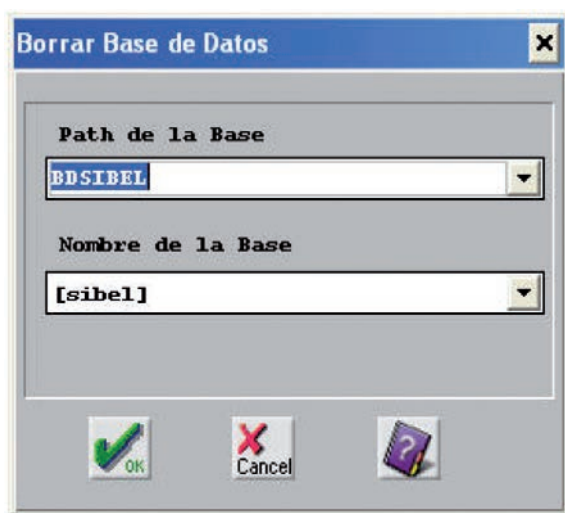 Borrar Base de Datos
Path de la Base
BDSIBEL
Nombre de la Base
[sibel]
OK
Cancel
?